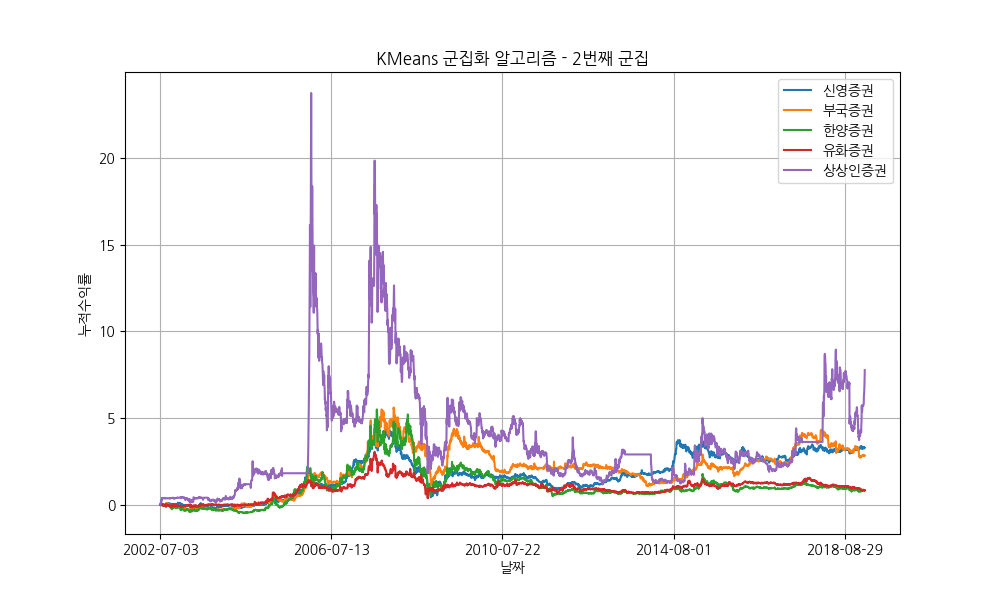 KMeans 군집화 알고리즘 - 2번째 군집
신영증권
부국증권
한양증권
유화증권
상상인증권
누적수익률
20
15
10
5
0
2002-07-03
2006-07-13
2010-07-22
2014-08-01
2018-08-29
날짜